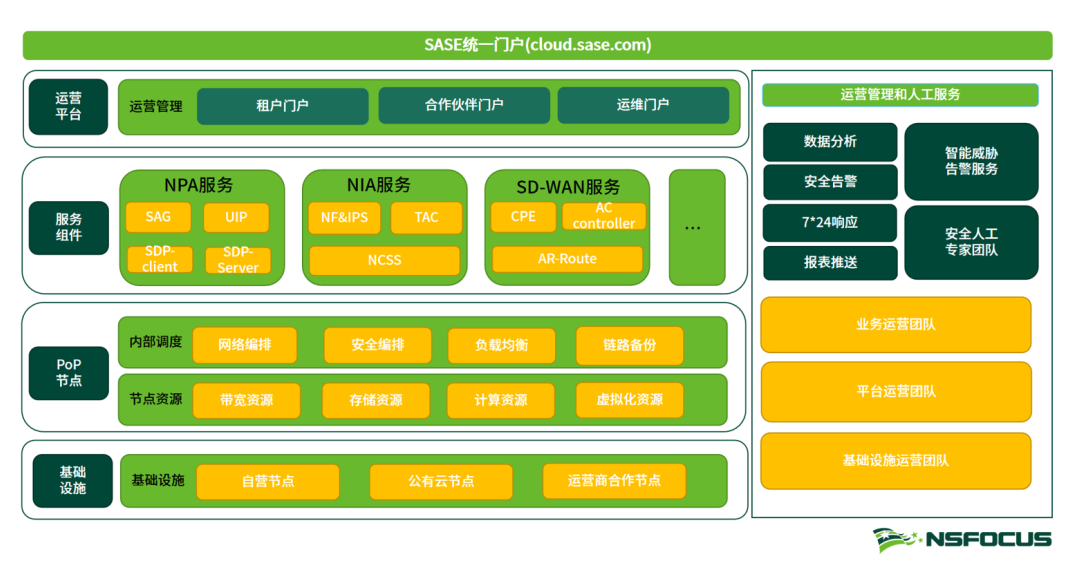 SASE统一门户(cloud.sase.com)
运营
平台
运营管理
租户门户
合作伙伴门户
运维门户
服务
组件
NPA服务
SAG
UIP
SDP-
client
SDP-
Server
NIA服务
NF&IPS
TAC
NCSS
SD-WAN服务
CPE
AC
controller
AR-Route
...
PoP
节点
内部调度
网络编排
安全编排
负载均衡
链路备份
节点资源
带宽资源
存储资源
计算资源
虚拟化资源
基础
设施
基础设施
自营节点
公有云节点
运营商合作节点
运营管理和人工服务
数据分析
安全告警
7*24响应
报表推送
智能威胁
告警服务
安全人工
专家团队
业务运营团队
平台运营团队
基础设施运营团队
NSFOCUS